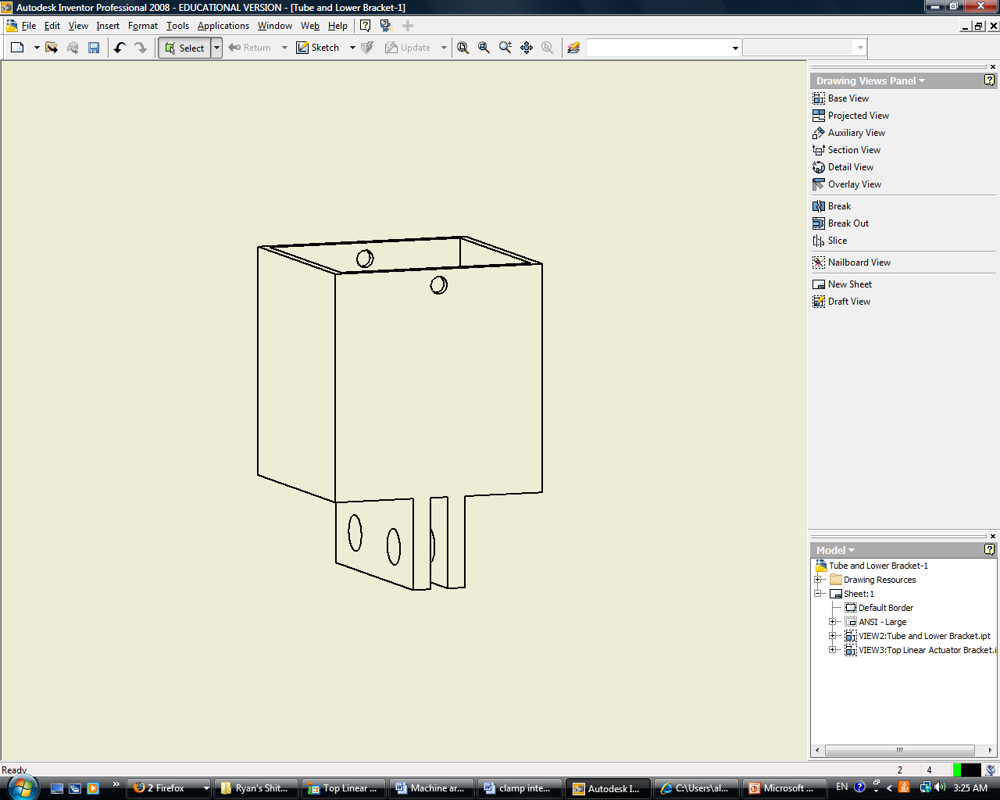 Autodesk Inventor Professional 2008 - EDUCATIONAL VERSION - [Tube and Lower Bracket-1]
File Edit View Insert Format Tools Applications Window Web Help
Select Return Sketch Update
Drawing Views Panel
Base View
Projected View
Auxiliary View
Section View
Detail View
Overlay View
Break
Break Out
Slice
Nailboard View
New Sheet
Draft View
Model
Tube and Lower Bracket-1
Drawing Resources
Sheet:1
Default Border
ANSI - Large
VIEW2:Tube and Lower Bracket.ipt
VIEW3:Top Linear Actuator Bracket.i
Ready 2 4
2 Firefox Ryan's Shit... Top Linear ... Machine ar... clamp inte... Autodesk I... C:\Users\al... Microsoft ... EN 3:25 AM